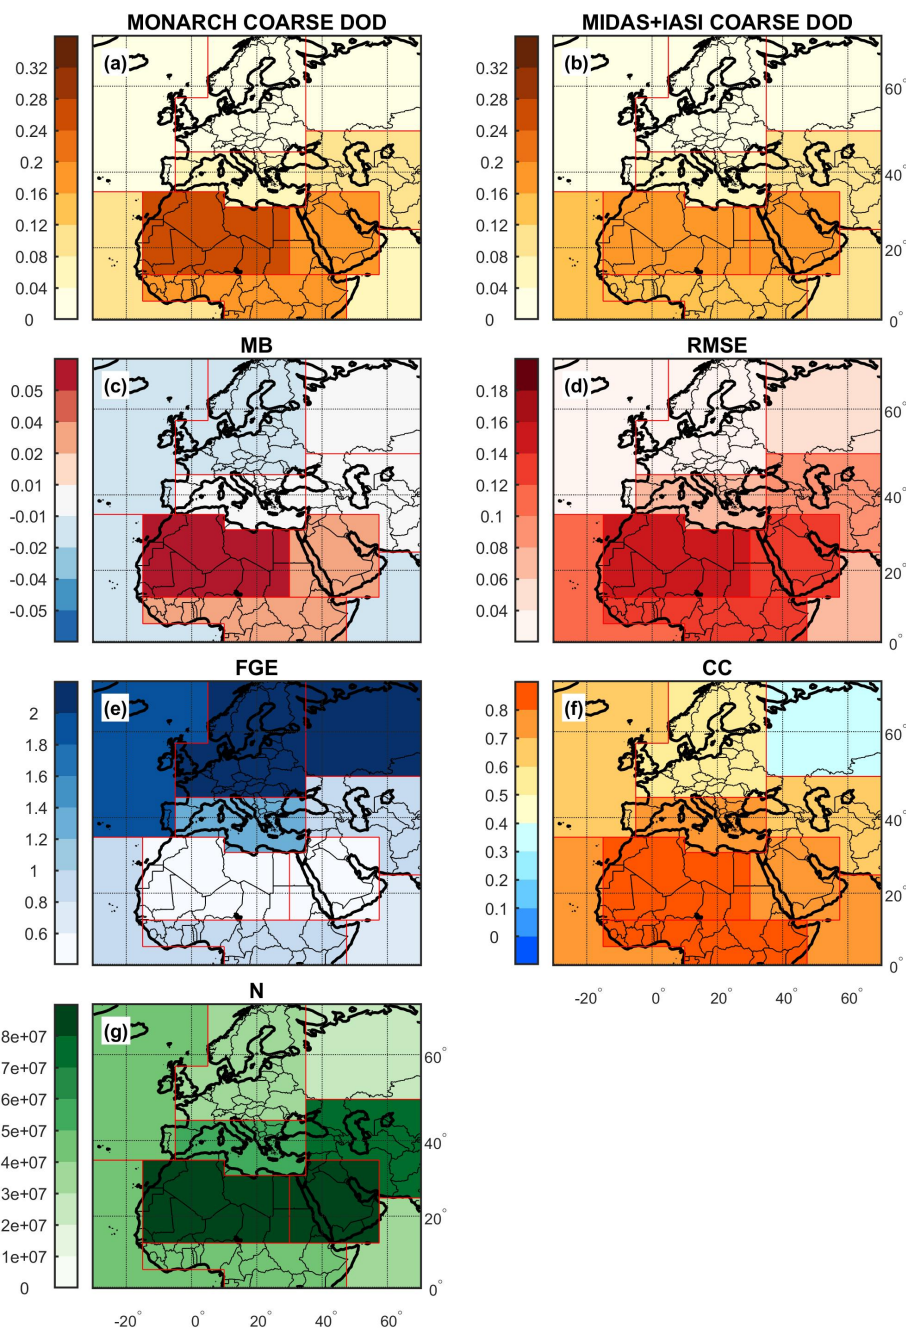 MONARCH COARSE DOD
MIDAS+IASI COARSE DOD
(a)
0.32
0.28
0.24
0.2
0.16
0.12
0.08
0.04
0
(b)
0.32
0.28
0.24
0.2
0.16
0.12
0.08
0.04
0
60°
40°
20°
0°
MB
RMSE
(c)
0.05
0.04
0.02
0.01
-0.01
-0.02
-0.04
-0.05
(d)
0.18
0.16
0.14
0.12
0.1
0.08
0.06
0.04
60°
40°
20°
0°
FGE
CC
(e)
2
1.8
1.6
1.4
1.2
1
0.8
0.6
(f)
0.8
0.7
0.6
0.5
0.4
0.3
0.2
0.1
0
60°
40°
20°
0°
-20° 0° 20° 40° 60°
N
(g)
8e+07
7e+07
6e+07
5e+07
4e+07
3e+07
2e+07
1e+07
0
60°
40°
20°
0°
-20° 0° 20° 40° 60°